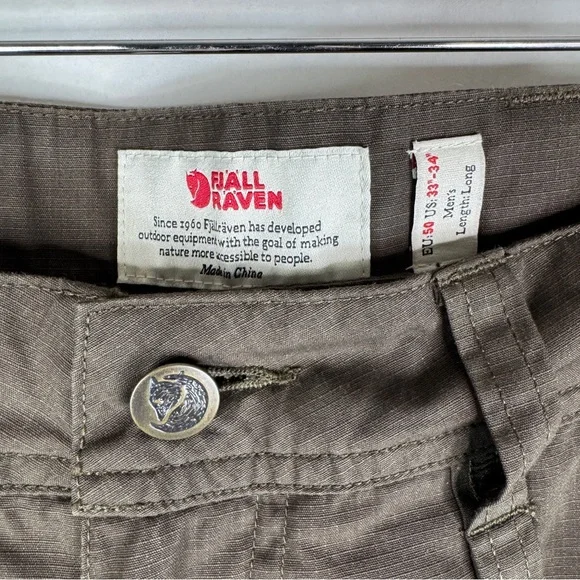 FJÄLL
RÄVEN
Since 1960 Fjällräven has developed
outdoor equipment with the goal of making
nature more accessible to people.
Made in China
EU:50 US:33"-34"
Men's
Length: Long